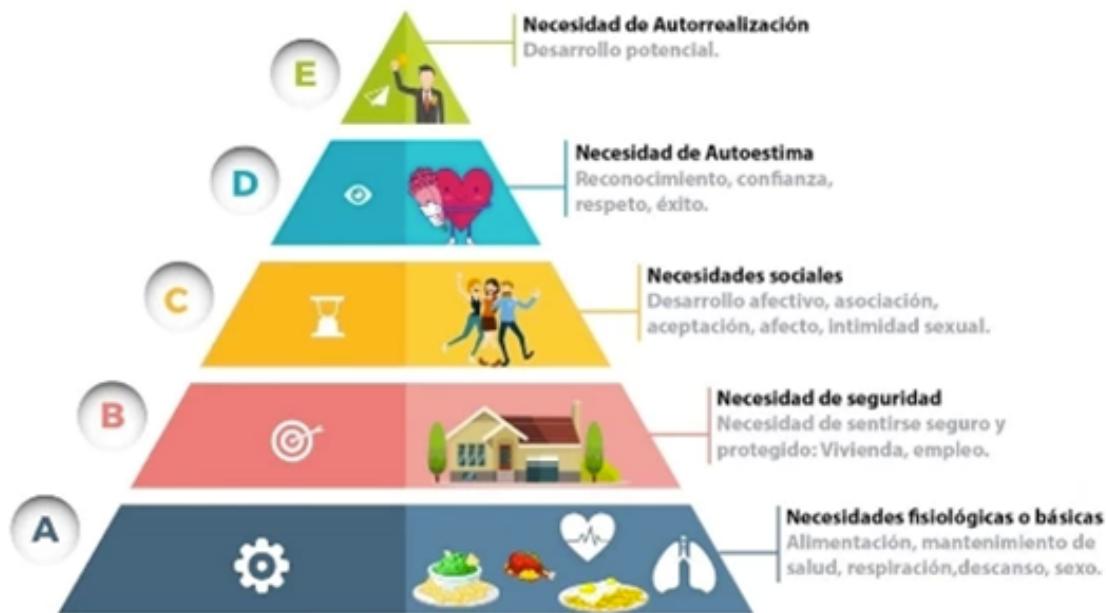 E
Necesidad de Autorrealización
Desarrollo potencial.
D
Necesidad de Autoestima
Reconocimiento, confianza,
respeto, éxito.
C
Necesidades sociales
Desarrollo afectivo, asociación,
aceptación, afecto, intimidad sexual.
B
Necesidad de seguridad
Necesidad de sentirse seguro y
protegido: Vivienda, empleo.
A
Necesidades fisiológicas o básicas
Alimentación, mantenimiento de
salud, respiración,descanso, sexo.